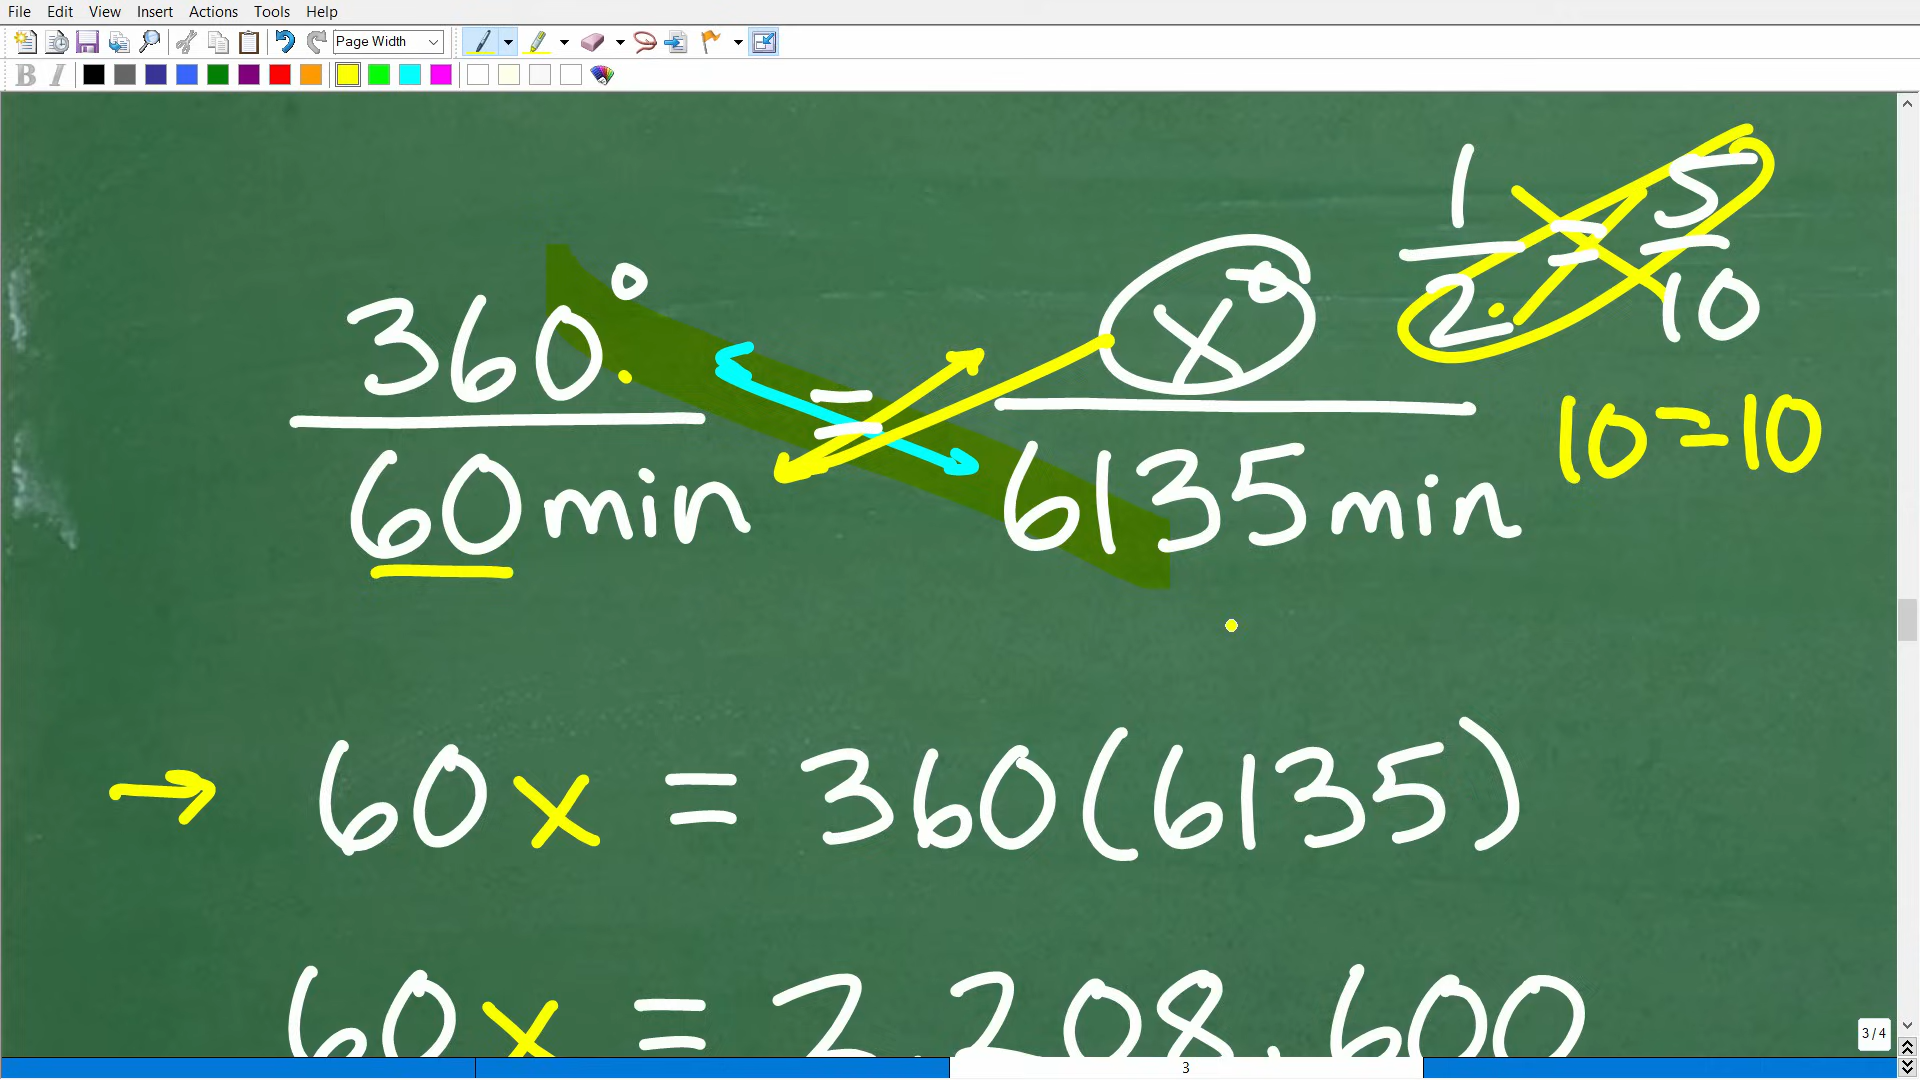 File Edit View Insert Actions Tools Help
Page Width
B I
360° / 60 min = x° / 6135 min
1/2 = 5/10
10 = 10
→ 60x = 360(6135)
60x = 2,208,600
3 / 4
3